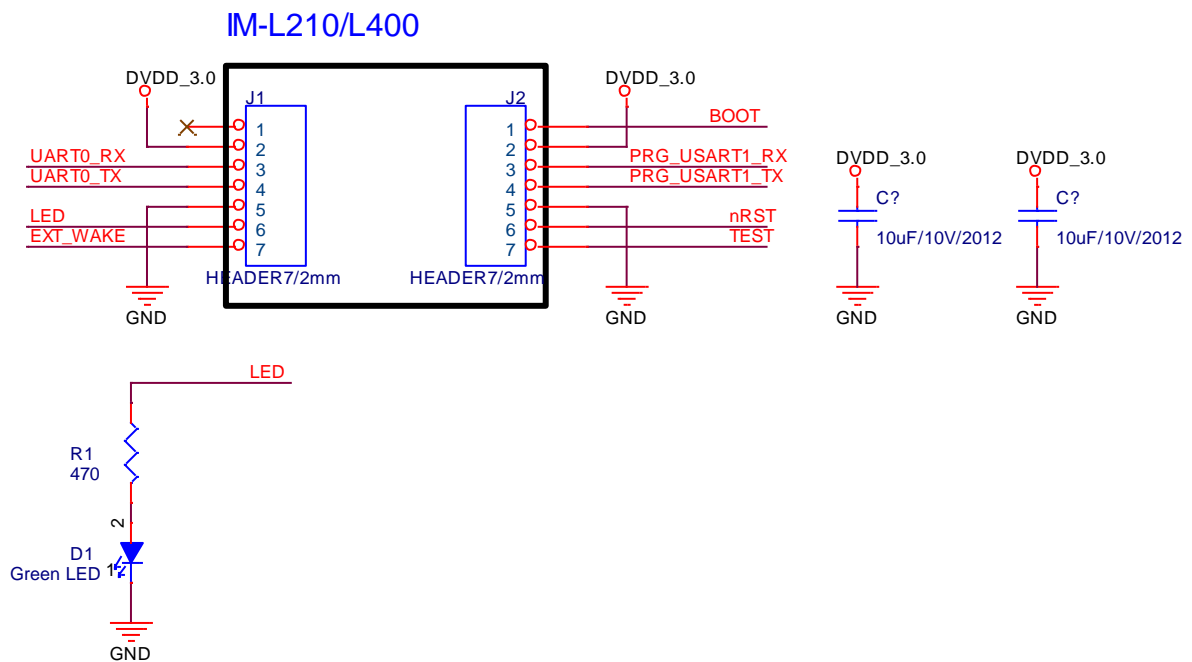 IM-L210/L400
DVDD_3.0
DVDD_3.0
J1
J2
1
2
3
4
5
6
7
1
2
3
4
5
6
7
UART0_RX
UART0_TX
LED
EXT_WAKE
BOOT
PRG_USART1_RX
PRG_USART1_TX
nRST
TEST
HEADER7/2mm
HEADER7/2mm
GND
GND
DVDD_3.0
C?
10uF/10V/2012
GND
DVDD_3.0
C?
10uF/10V/2012
GND
LED
R1
470
2
D1
Green LED
1
GND